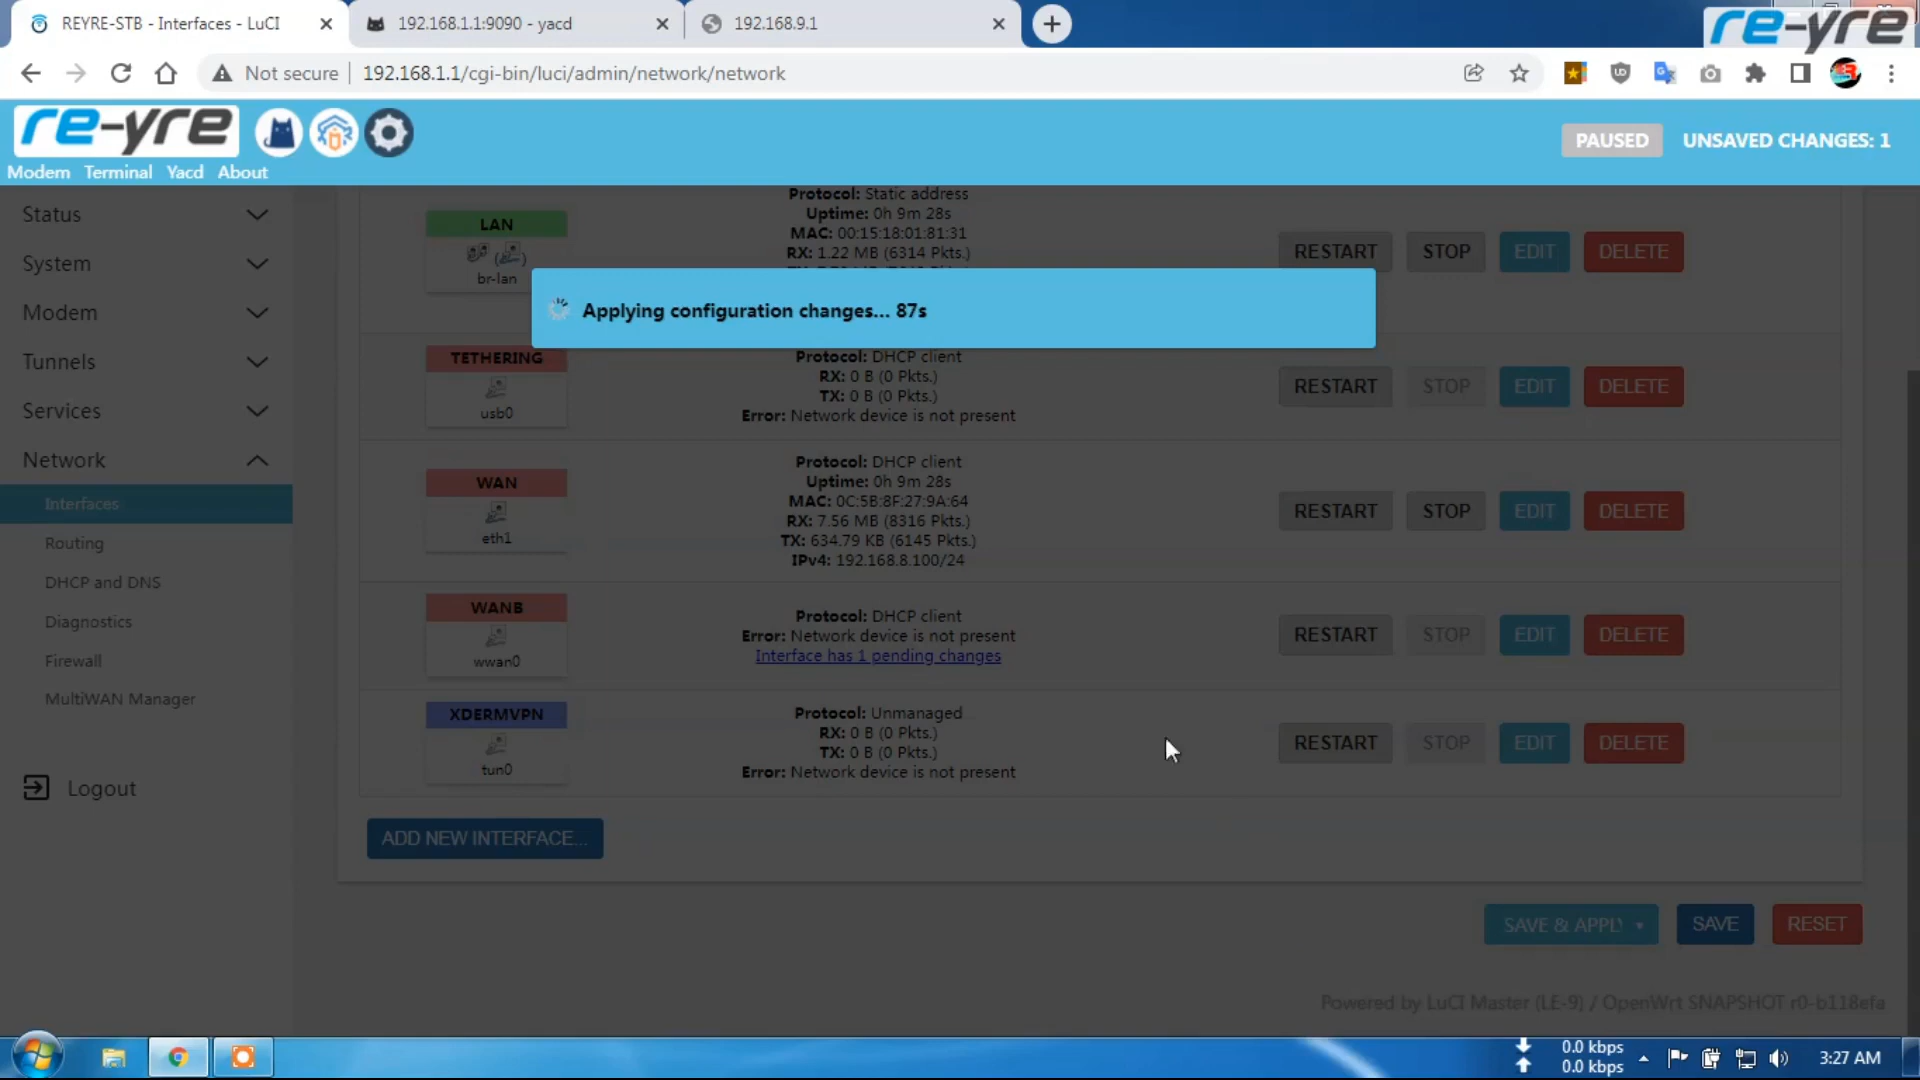 REYRE-STB - Interfaces - LuCI
192.168.1.1:9090 - yacd
192.168.9.1
re-yre
Not secure
192.168.1.1/cgi-bin/luci/admin/network/network
re-yre
Modem Terminal Yacd About
PAUSED
UNSAVED CHANGES: 1
Status
System
Modem
Tunnels
Services
Network
Interfaces
Routing
DHCP and DNS
Diagnostics
Firewall
MultiWAN Manager
Logout
LAN
br-lan
Protocol: Static address
Uptime: 0h 9m 28s
MAC: 00:15:18:01:81:31
RX: 1.22 MB (6314 Pkts.)
RESTART STOP EDIT DELETE
Applying configuration changes... 87s
TETHERING
usb0
Protocol: DHCP client
RX: 0 B (0 Pkts.)
TX: 0 B (0 Pkts.)
Error: Network device is not present
RESTART STOP EDIT DELETE
WAN
eth1
Protocol: DHCP client
Uptime: 0h 9m 28s
MAC: 0C:5B:8F:27:9A:64
RX: 7.56 MB (8316 Pkts.)
TX: 634.79 KB (6145 Pkts.)
IPv4: 192.168.8.100/24
RESTART STOP EDIT DELETE
WANB
wwan0
Protocol: DHCP client
Error: Network device is not present
Interface has 1 pending changes
RESTART STOP EDIT DELETE
XDERMVPN
tun0
Protocol: Unmanaged
RX: 0 B (0 Pkts.)
TX: 0 B (0 Pkts.)
Error: Network device is not present
RESTART STOP EDIT DELETE
ADD NEW INTERFACE...
SAVE & APPLY SAVE RESET
Powered by LuCI Master (LE-9) / OpenWrt SNAPSHOT r0-b118efa
0.0 kbps
0.0 kbps
3:27 AM